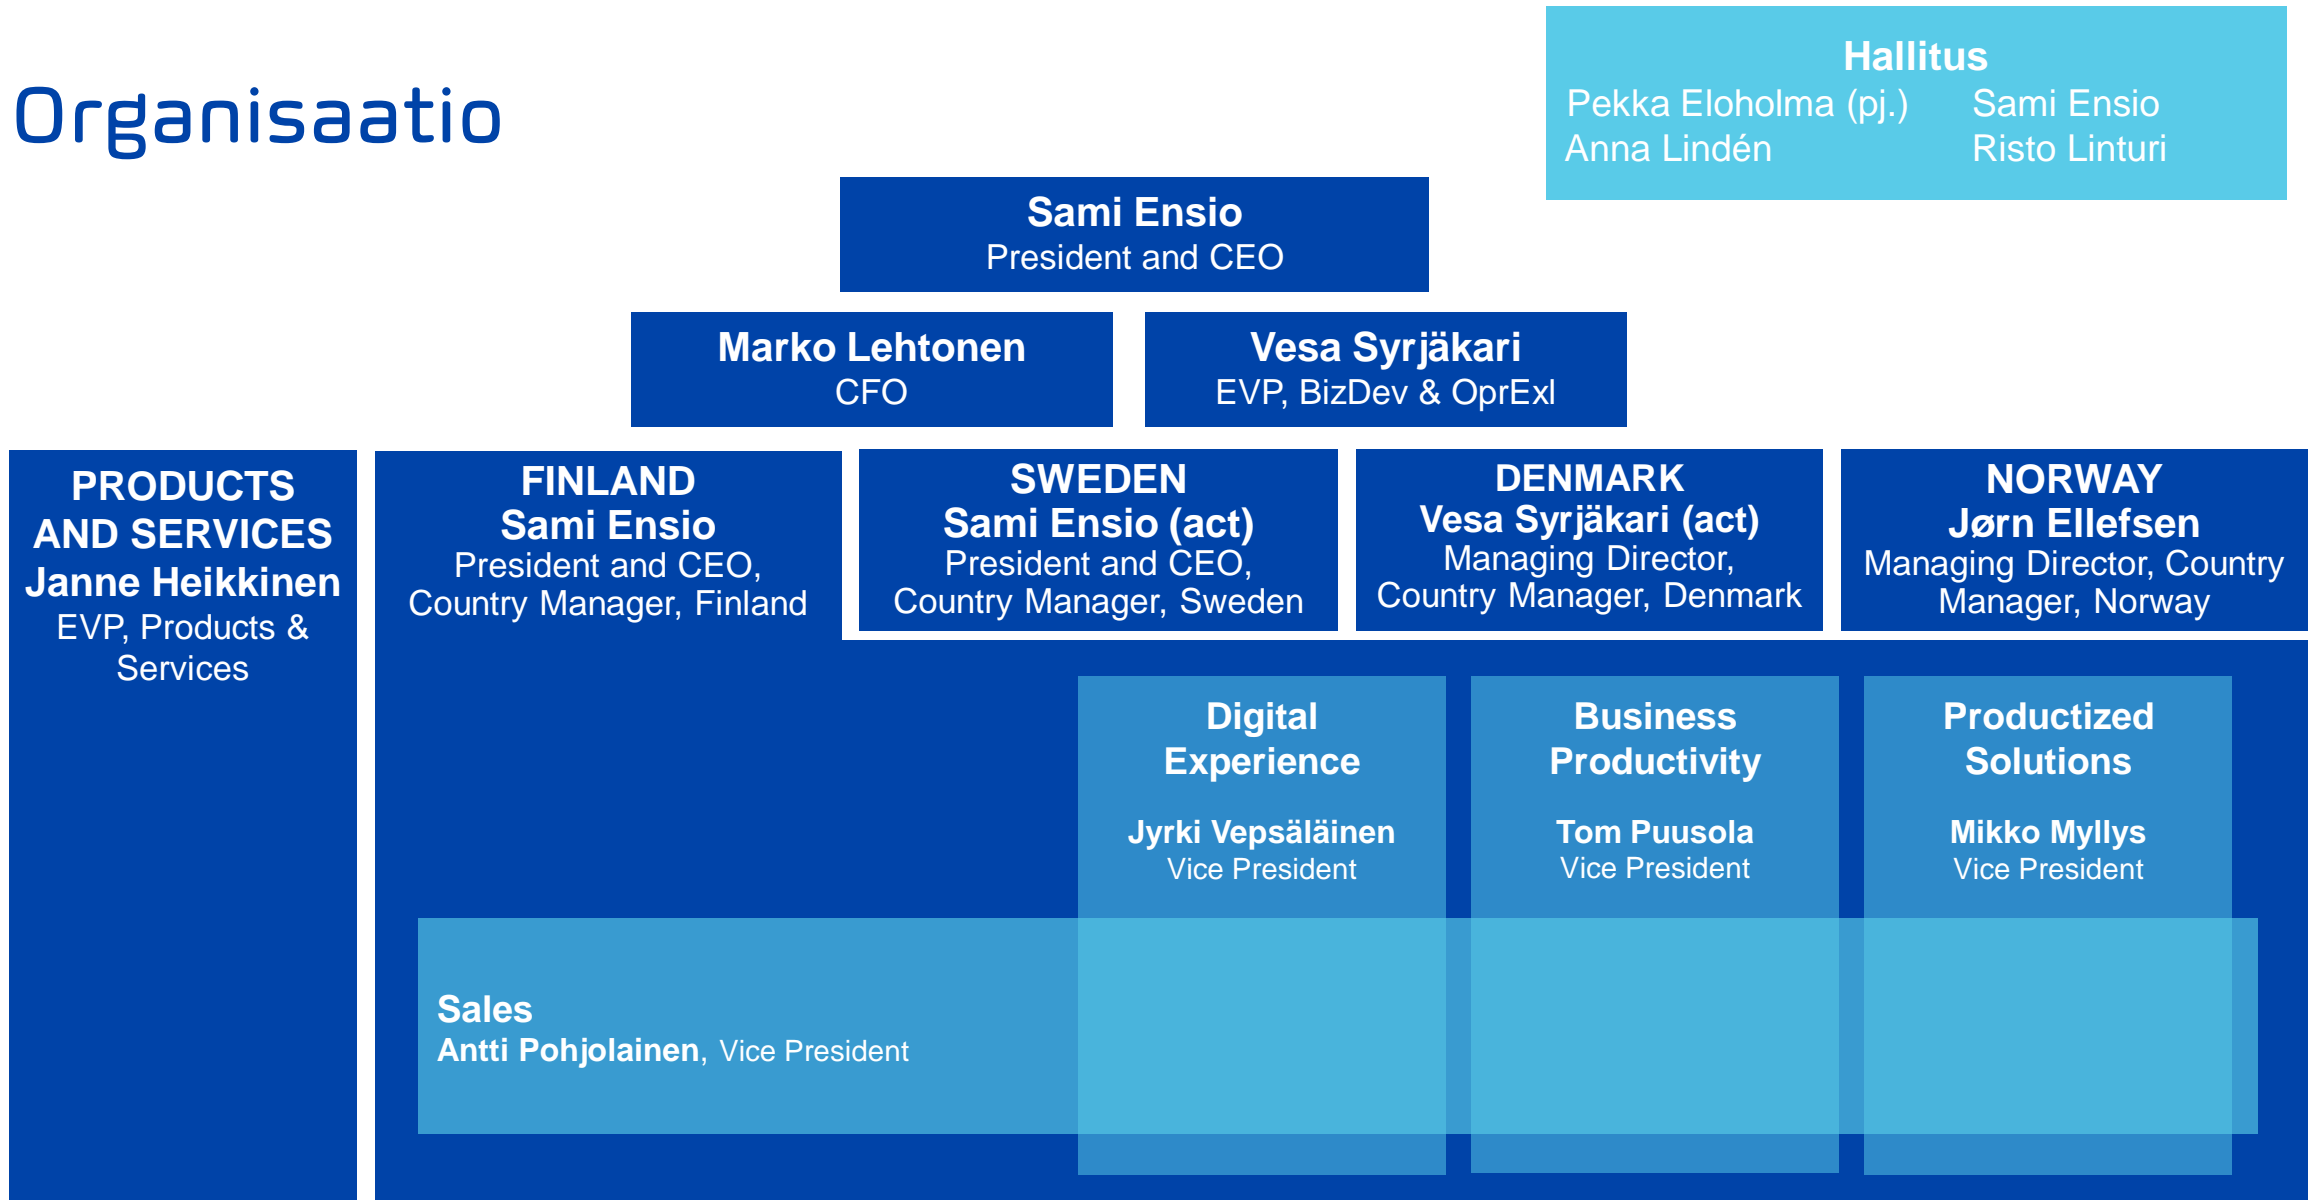 Organisaatio
Hallitus
Pekka Eloholma (pj.) Sami Ensio
Anna Lindén Risto Linturi
Sami Ensio
President and CEO
Marko Lehtonen
CFO
Vesa Syrjäkari
EVP, BizDev & OprExl
PRODUCTS
AND SERVICES
Janne Heikkinen
EVP, Products &
Services
FINLAND
Sami Ensio
President and CEO,
Country Manager, Finland
SWEDEN
Sami Ensio (act)
President and CEO,
Country Manager, Sweden
DENMARK
Vesa Syrjäkari (act)
Managing Director,
Country Manager, Denmark
NORWAY
Jørn Ellefsen
Managing Director, Country
Manager, Norway
Digital
Experience
Jyrki Vepsäläinen
Vice President
Business
Productivity
Tom Puusola
Vice President
Productized
Solutions
Mikko Myllys
Vice President
Sales
Antti Pohjolainen, Vice President